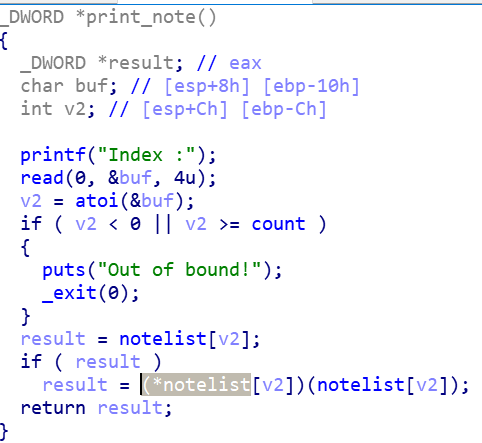 _DWORD *print_note()
{
  _DWORD *result; // eax
  char buf; // [esp+8h] [ebp-10h]
  int v2; // [esp+Ch] [ebp-Ch]
  printf("Index :");
  read(0, &buf, 4u);
  v2 = atoi(&buf);
  if ( v2 < 0 || v2 >= count )
  {
    puts("Out of bound!");
    _exit(0);
  }
  result = notelist[v2];
  if ( result )
    result = (*notelist[v2])(notelist[v2]);
  return result;
}